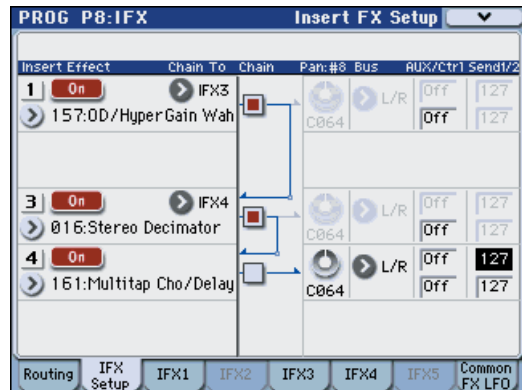 PROG P8:IFX Insert FX Setup
Insert Effect Chain To Chain Pan:#8 Bus AUX/Ctrl Send1/2
1 On IFX3 L/R Off 127
157:OD/HyperGain Wah C064 Off 127
3 On IFX4 L/R Off 127
016:Stereo Decimator C064 Off 127
4 On L/R Off 127
161:Multitap Cho/Delay C064 Off 127
Routing IFX Setup IFX1 IFX2 IFX3 IFX4 IFX5 Common FX LFO